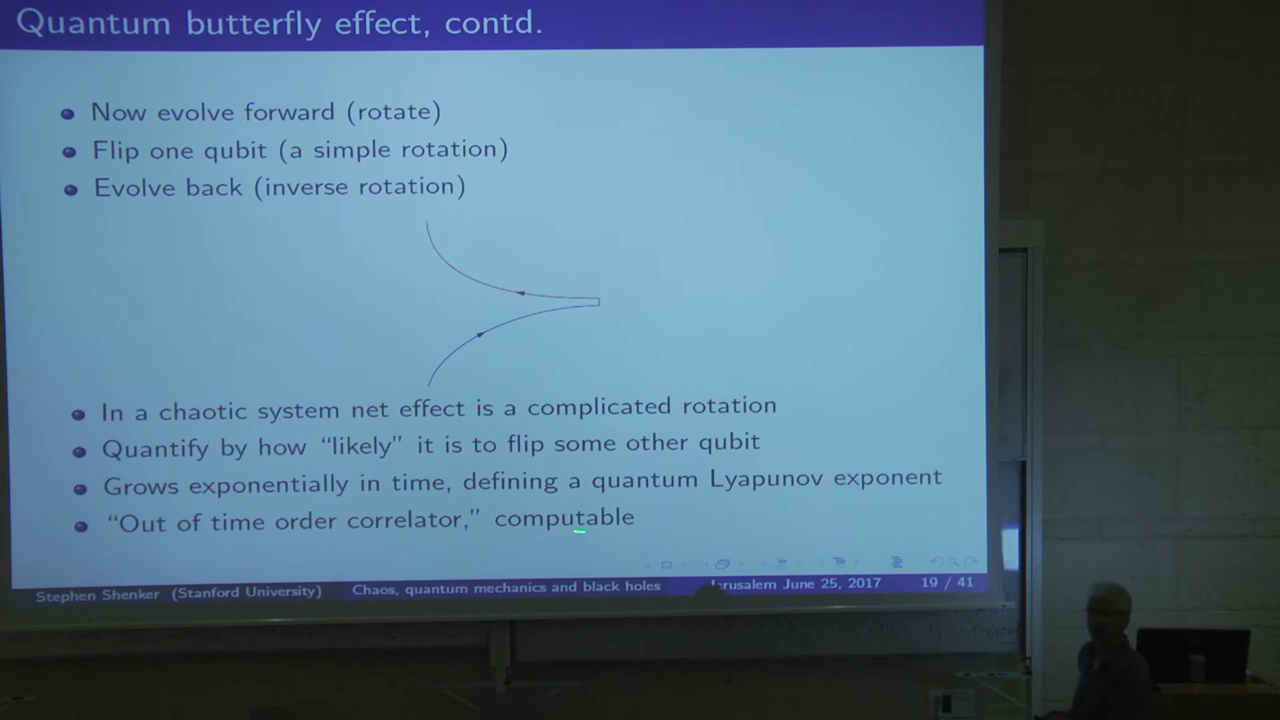 Quantum butterfly effect, contd.
Now evolve forward (rotate)
Flip one qubit (a simple rotation)
Evolve back (inverse rotation)
In a chaotic system net effect is a complicated rotation
Quantify by how “likely” it is to flip some other qubit
Grows exponentially in time, defining a quantum Lyapunov exponent
“Out of time order correlator,” computable
Stephen Shenker (Stanford University) Chaos, quantum mechanics and black holes Jerusalem June 25, 2017 19 / 41